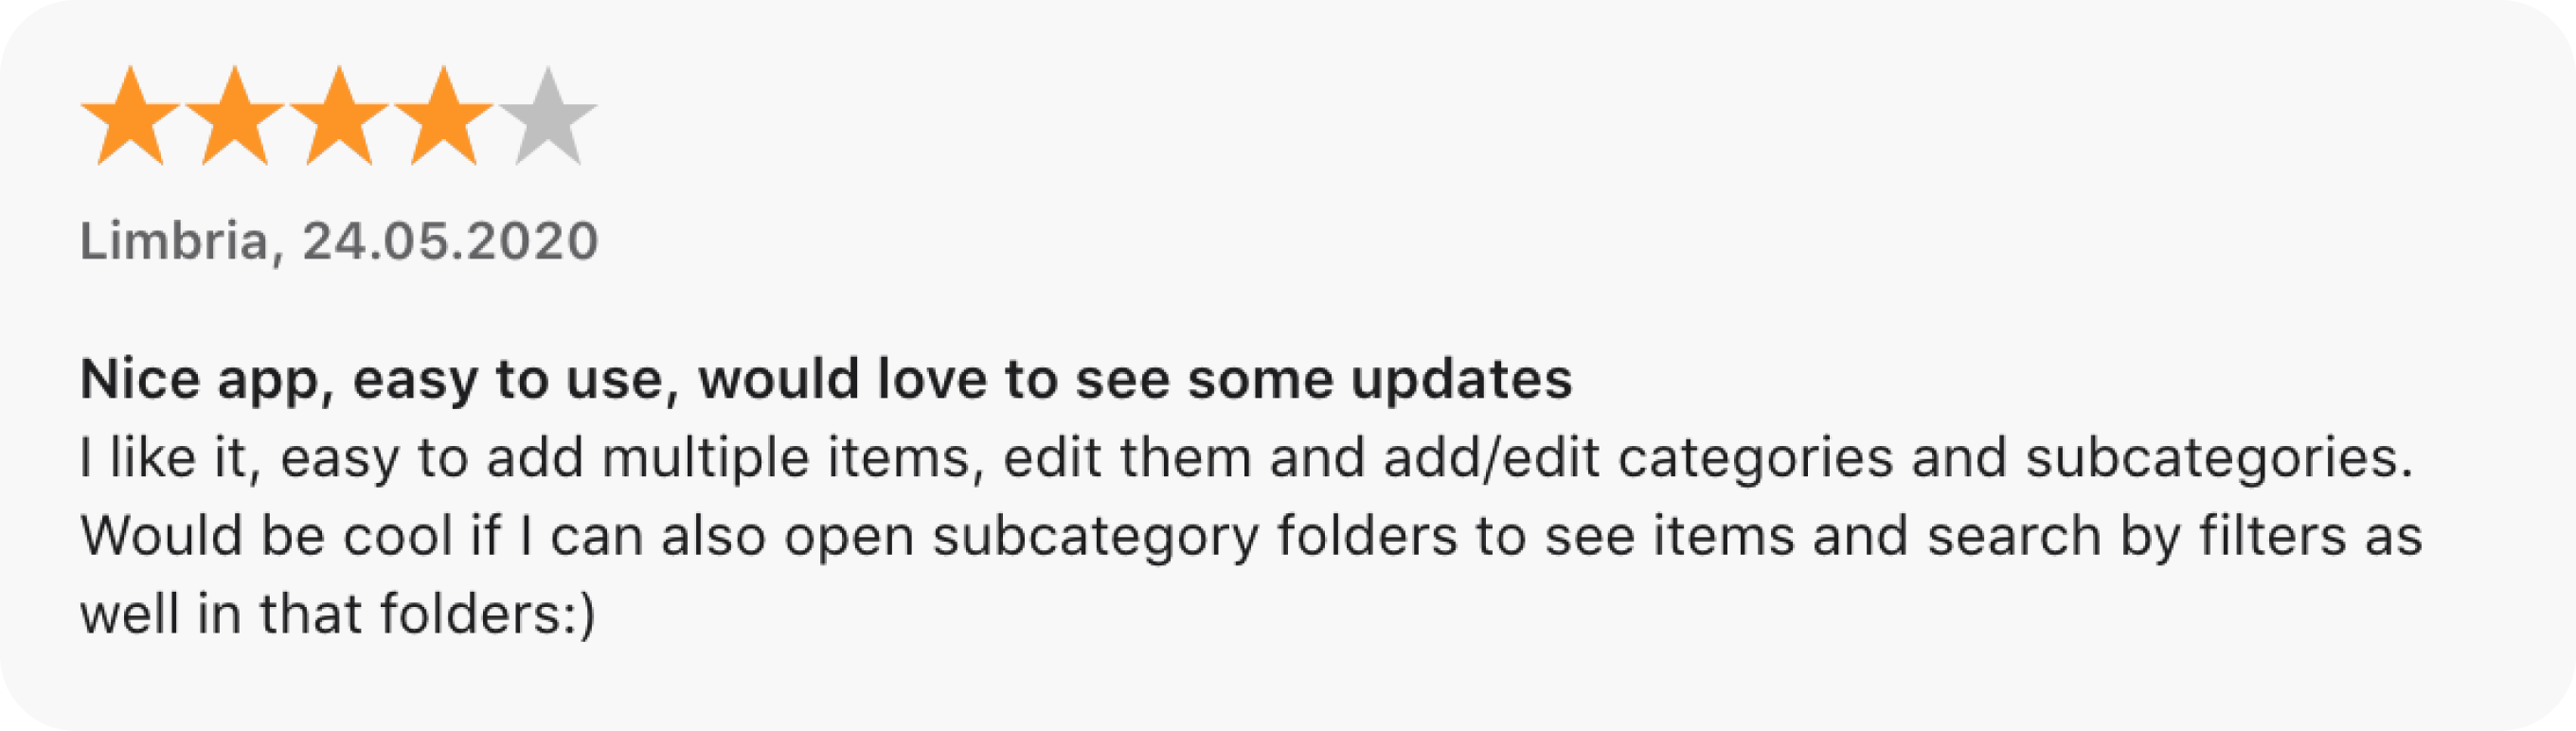 Limbria, 24.05.2020
Nice app, easy to use, would love to see some updates
I like it, easy to add multiple items, edit them and add/edit categories and subcategories.
Would be cool if I can also open subcategory folders to see items and search by filters as
well in that folders:)